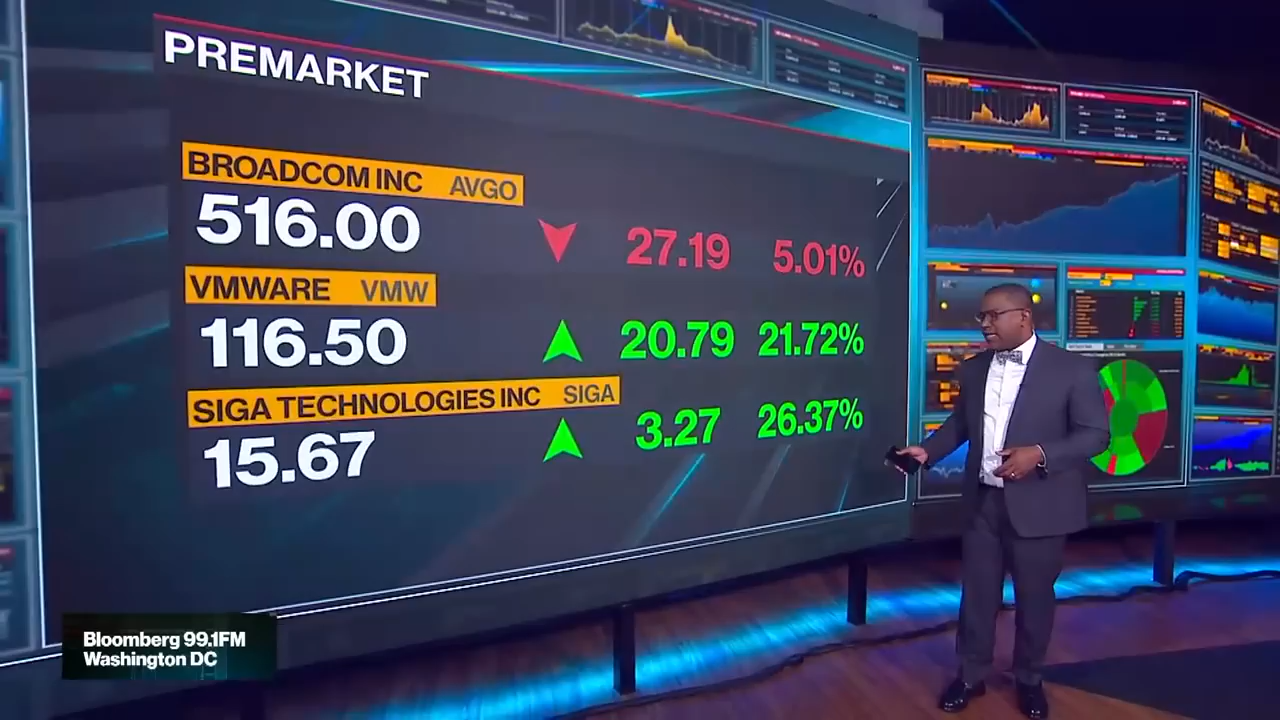 PREMARKET
BROADCOM INC AVGO
516.00 27.19 5.01%
VMWARE VMW
116.50 20.79 21.72%
SIGA TECHNOLOGIES INC SIGA
15.67 3.27 26.37%
Bloomberg 99.1FM
Washington DC